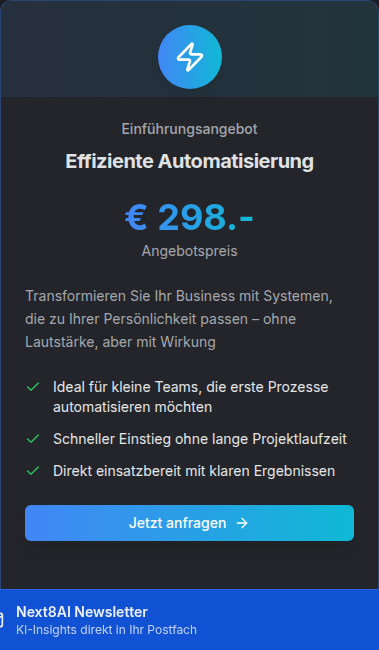 Einführungsangebot
Effiziente Automatisierung
€ 298.-
Angebotspreis
Transformieren Sie Ihr Business mit Systemen,
die zu Ihrer Persönlichkeit passen – ohne
Lautstärke, aber mit Wirkung
Ideal für kleine Teams, die erste Prozesse
automatisieren möchten
Schneller Einstieg ohne lange Projektlaufzeit
Direkt einsatzbereit mit klaren Ergebnissen
Jetzt anfragen →
Next8AI Newsletter
KI-Insights direkt in Ihr Postfach